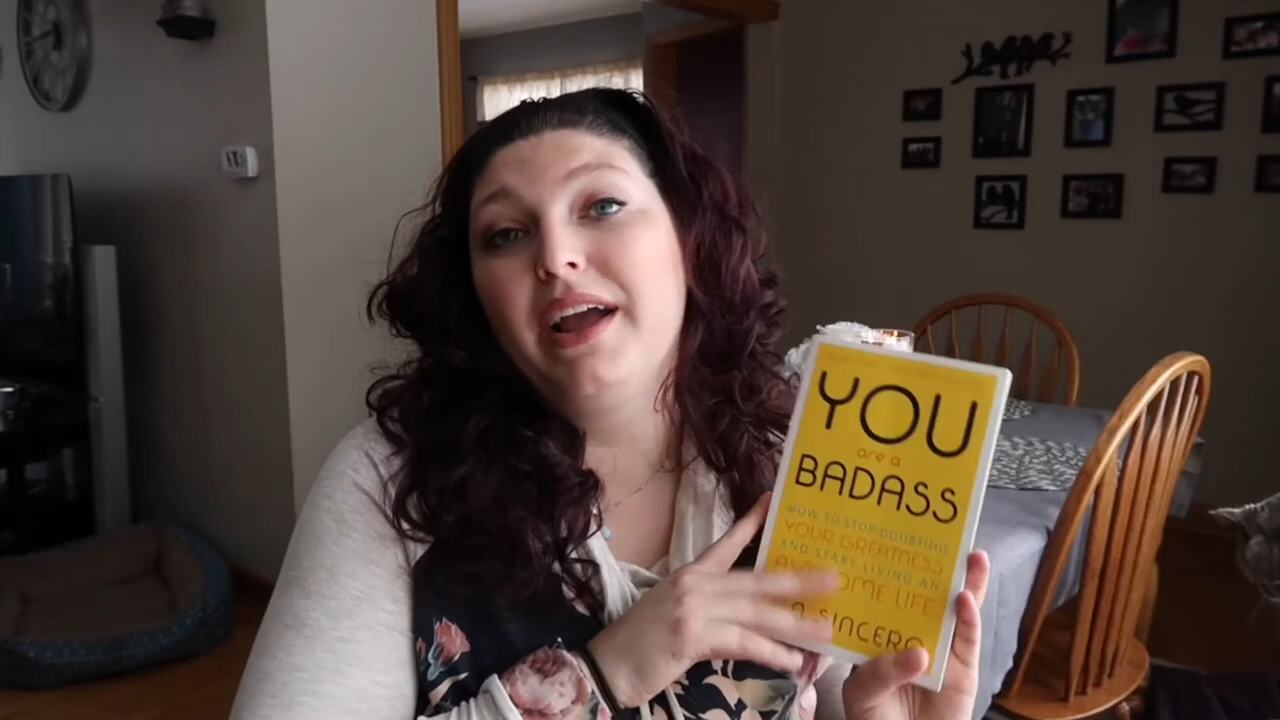 YOU
are a
BADASS
HOW TO STOP DOUBTING
YOUR GREATNESS
AND START LIVING AN
LIFE
SINCERO